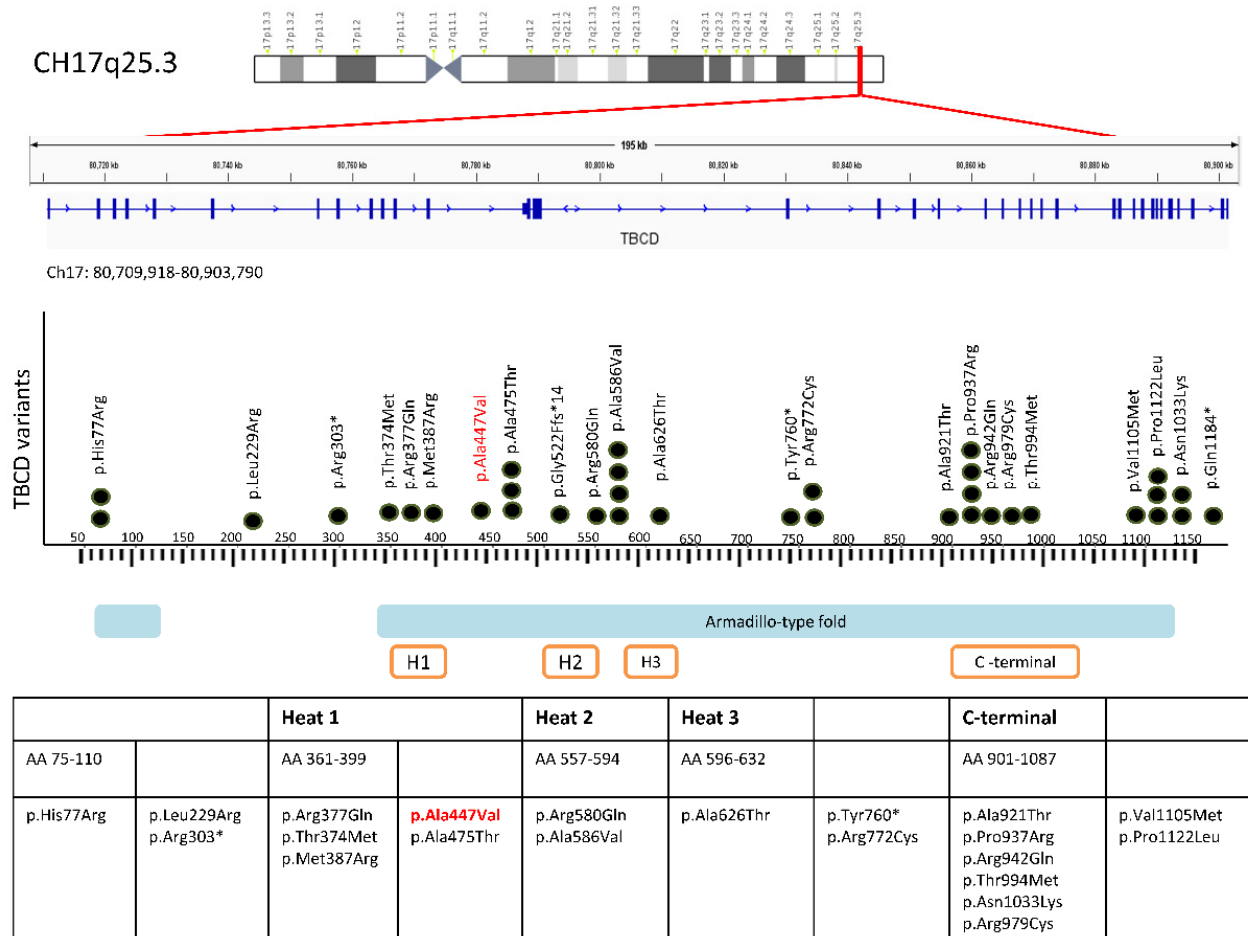 17p13.3
17p13.2
17p13.1
17p12
17p11.2
17p11.1
17q11.1
17q11.2
17q12
17q21.1
17q21.2
17q21.31
17q21.32
17q21.33
17q22
17q23.1
17q23.2
17q23.3
17q24.1
17q24.2
17q24.3
17q25.1
17q25.2
17q25.3
CH17q25.3
195 kb
80,720 kb 80,740 kb 80,760 kb 80,780 kb 80,800 kb 80,820 kb 80,840 kb 80,860 kb 80,880 kb 80,900 kb
TBCD
Ch17: 80,709,918-80,903,790
TBCD variants
p.His77Arg
p.Leu229Arg
p.Arg303*
p.Thr374Met
p.Arg377Gln
p.Met387Arg
p.Ala447Val
p.Ala475Thr
p.Gly522Ffs*14
p.Arg580Gln
p.Ala586Val
p.Ala626Thr
p.Tyr760*
p.Arg772Cys
p.Ala921Thr
p.Pro937Arg
p.Arg942Gln
p.Arg979Cys
p.Thr994Met
p.Val1105Met
p.Pro1122Leu
p.Asn1033Lys
p.Gln1184*
50 100 150 200 250 300 350 400 450 500 550 600 650 700 750 800 850 900 950 1000 1050 1100 1150
Armadillo-type fold
H1 H2 H3 C -terminal
Heat 1 Heat 2 Heat 3 C-terminal
AA 75-110 AA 361-399 AA 557-594 AA 596-632 AA 901-1087
p.His77Arg p.Leu229Arg p.Arg377Gln p.Ala447Val p.Arg580Gln p.Ala626Thr p.Tyr760* p.Ala921Thr p.Val1105Met
p.Arg303* p.Thr374Met p.Ala475Thr p.Ala586Val p.Arg772Cys p.Pro937Arg p.Pro1122Leu
p.Met387Arg p.Arg942Gln
p.Thr994Met
p.Asn1033Lys
p.Arg979Cys